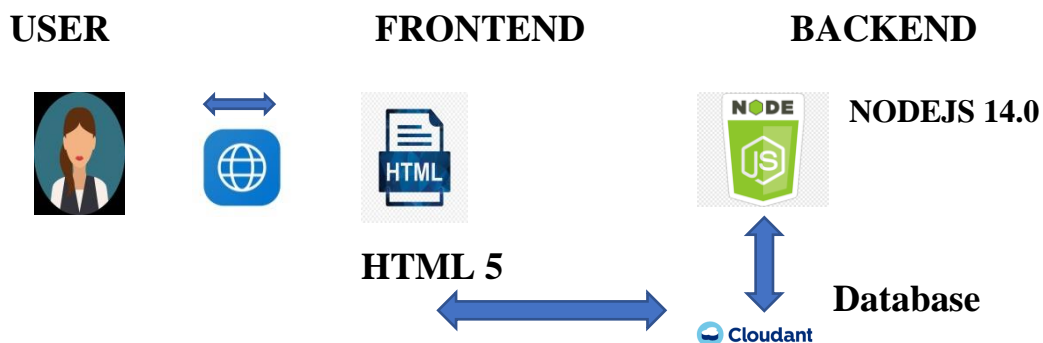 USER FRONTEND BACKEND
NODE
JS
NODEJS 14.0
HTML
HTML 5
Database
Cloudant